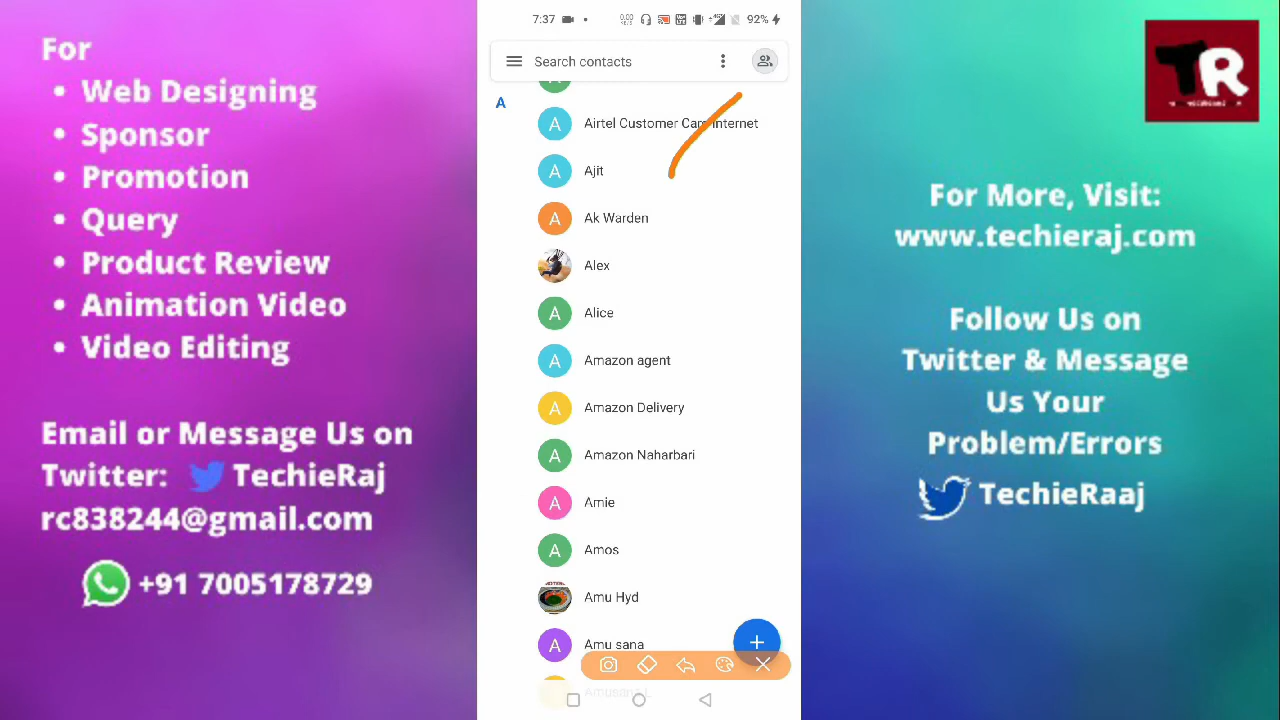 For
• Web Designing
• Sponsor
• Promotion
• Query
• Product Review
• Animation Video
• Video Editing
Email or Message Us on
Twitter: TechieRaj
rc838244@gmail.com
+91 7005178729
7:37
92%
Search contacts
A
A Airtel Customer Care Internet
A Ajit
A Ak Warden
Alex
A Alice
A Amazon agent
A Amazon Delivery
A Amazon Naharbari
A Amie
A Amos
Amu Hyd
A Amu sana
TR
For More, Visit:
www.techieraj.com
Follow Us on
Twitter & Message
Us Your
Problem/Errors
TechieRaaj